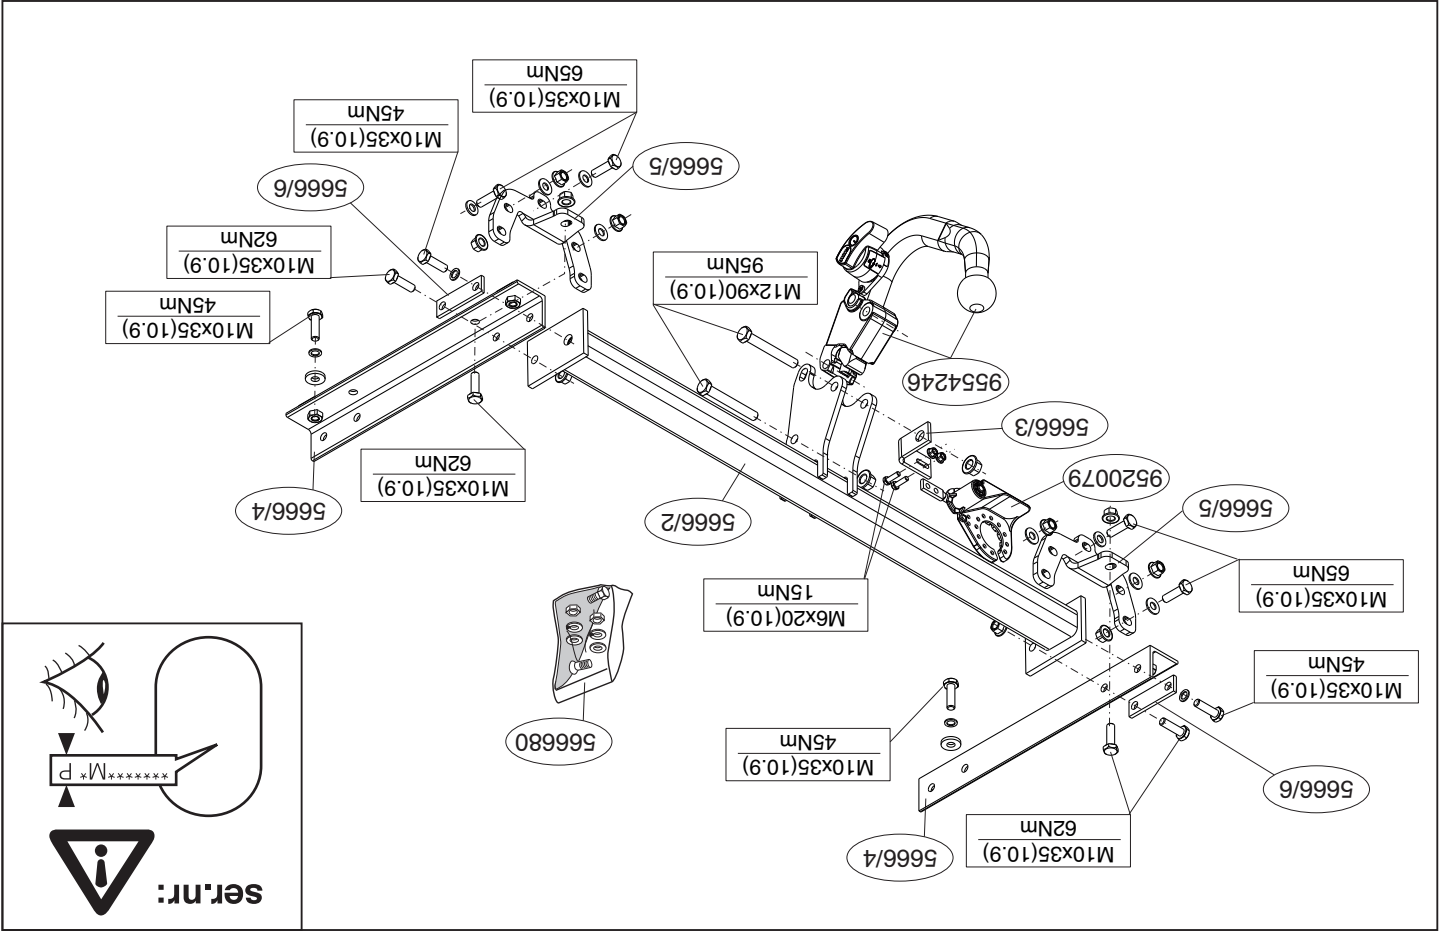 ser.nr:
5666/4
M10x35(10.9)
62Nm
5666/6
*******M* P
M10x35(10.9)
45Nm
566680
M10x35(10.9)
45Nm
M6x20(10.9)
15Nm
M10x35(10.9)
65Nm
5666/2
5666/4
5666/5
9520079
M10x35(10.9)
62Nm
5666/3
9554246
M10x35(10.9)
45Nm
M12x90(10.9)
95Nm
M10x35(10.9)
62Nm
5666/6
5666/5
M10x35(10.9)
45Nm
M10x35(10.9)
65Nm